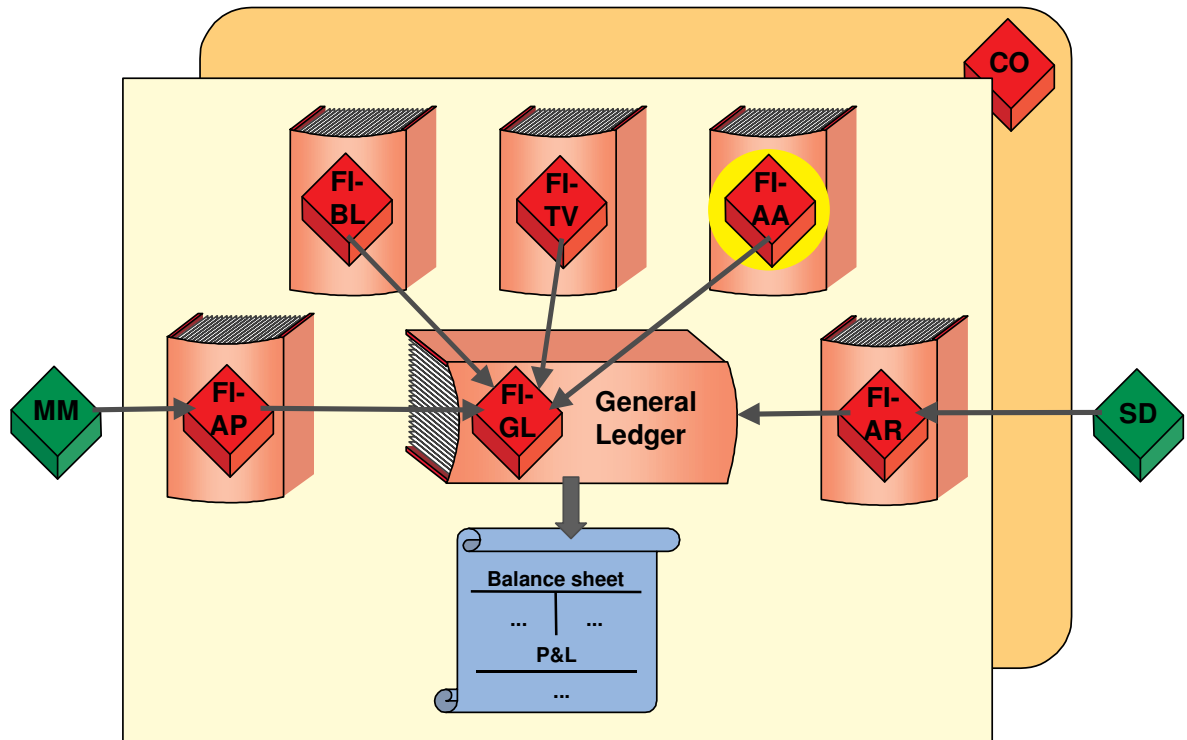 CO
FI-
BL
FI-
TV
FI-
AA
MM
FI-
AP
FI-
GL
General
Ledger
FI-
AR
SD
Balance sheet
... ...
P&L
...